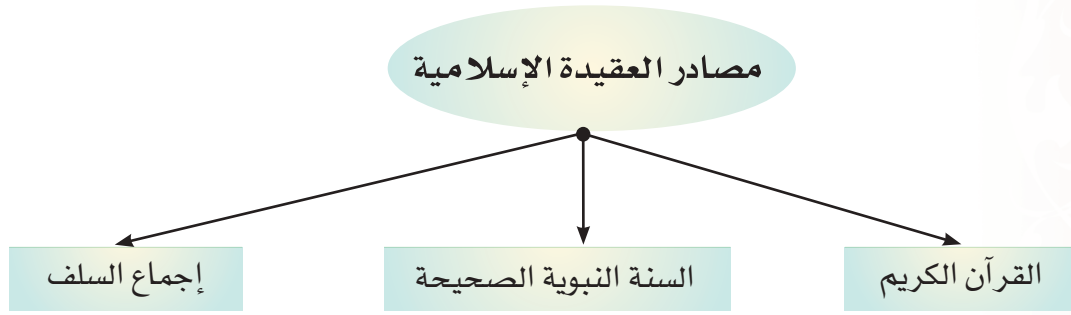 مصادر العقيدة الإسلامية
القرآن الكريم
السنة النبوية الصحيحة
إجماع السلف